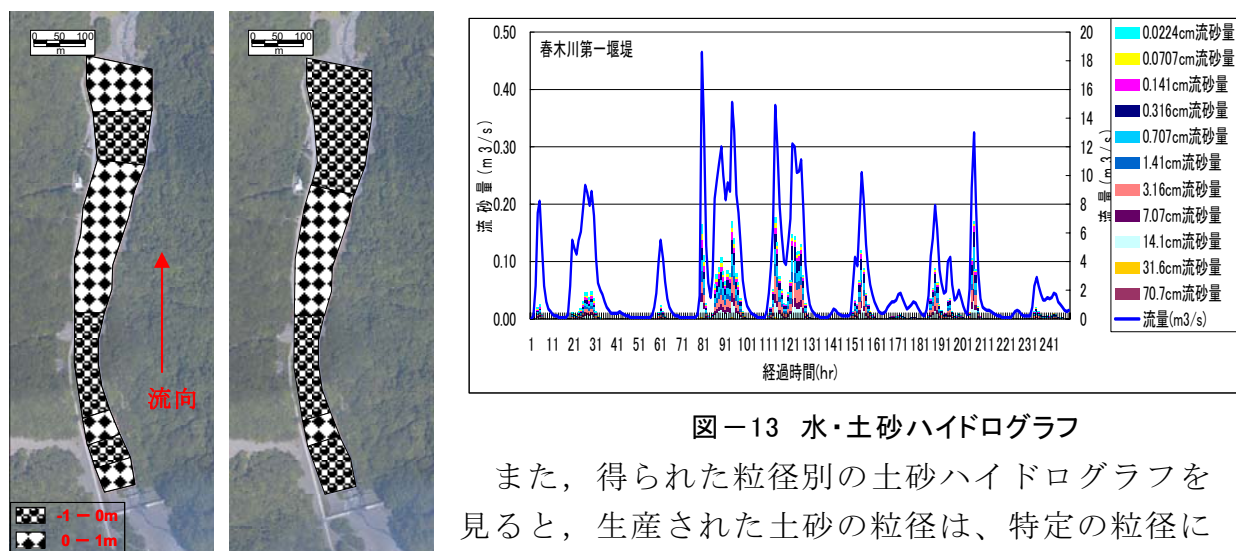 0 50 100
m
流向
-1 － 0m
0 － 1m
0 50 100
m
春木川第一堰堤
流砂量(m3/s)
0.50
0.40
0.30
0.20
0.10
0.00
20
18
16
14
12
10
8
6
4
2
0
流量(m3/s)
1 11 21 31 41 51 61 71 81 91 101 111 121 131 141 151 161 171 181 191 201 211 221 231 241
経過時間(hr)
0.0224cm流砂量
0.0707cm流砂量
0.141cm流砂量
0.316cm流砂量
0.707cm流砂量
1.41cm流砂量
3.16cm流砂量
7.07cm流砂量
14.1cm流砂量
31.6cm流砂量
70.7cm流砂量
流量(m3/s)
図－13 水・土砂ハイドログラフ
また，得られた粒径別の土砂ハイドログラフを
見ると，生産された土砂の粒径は、特定の粒径に